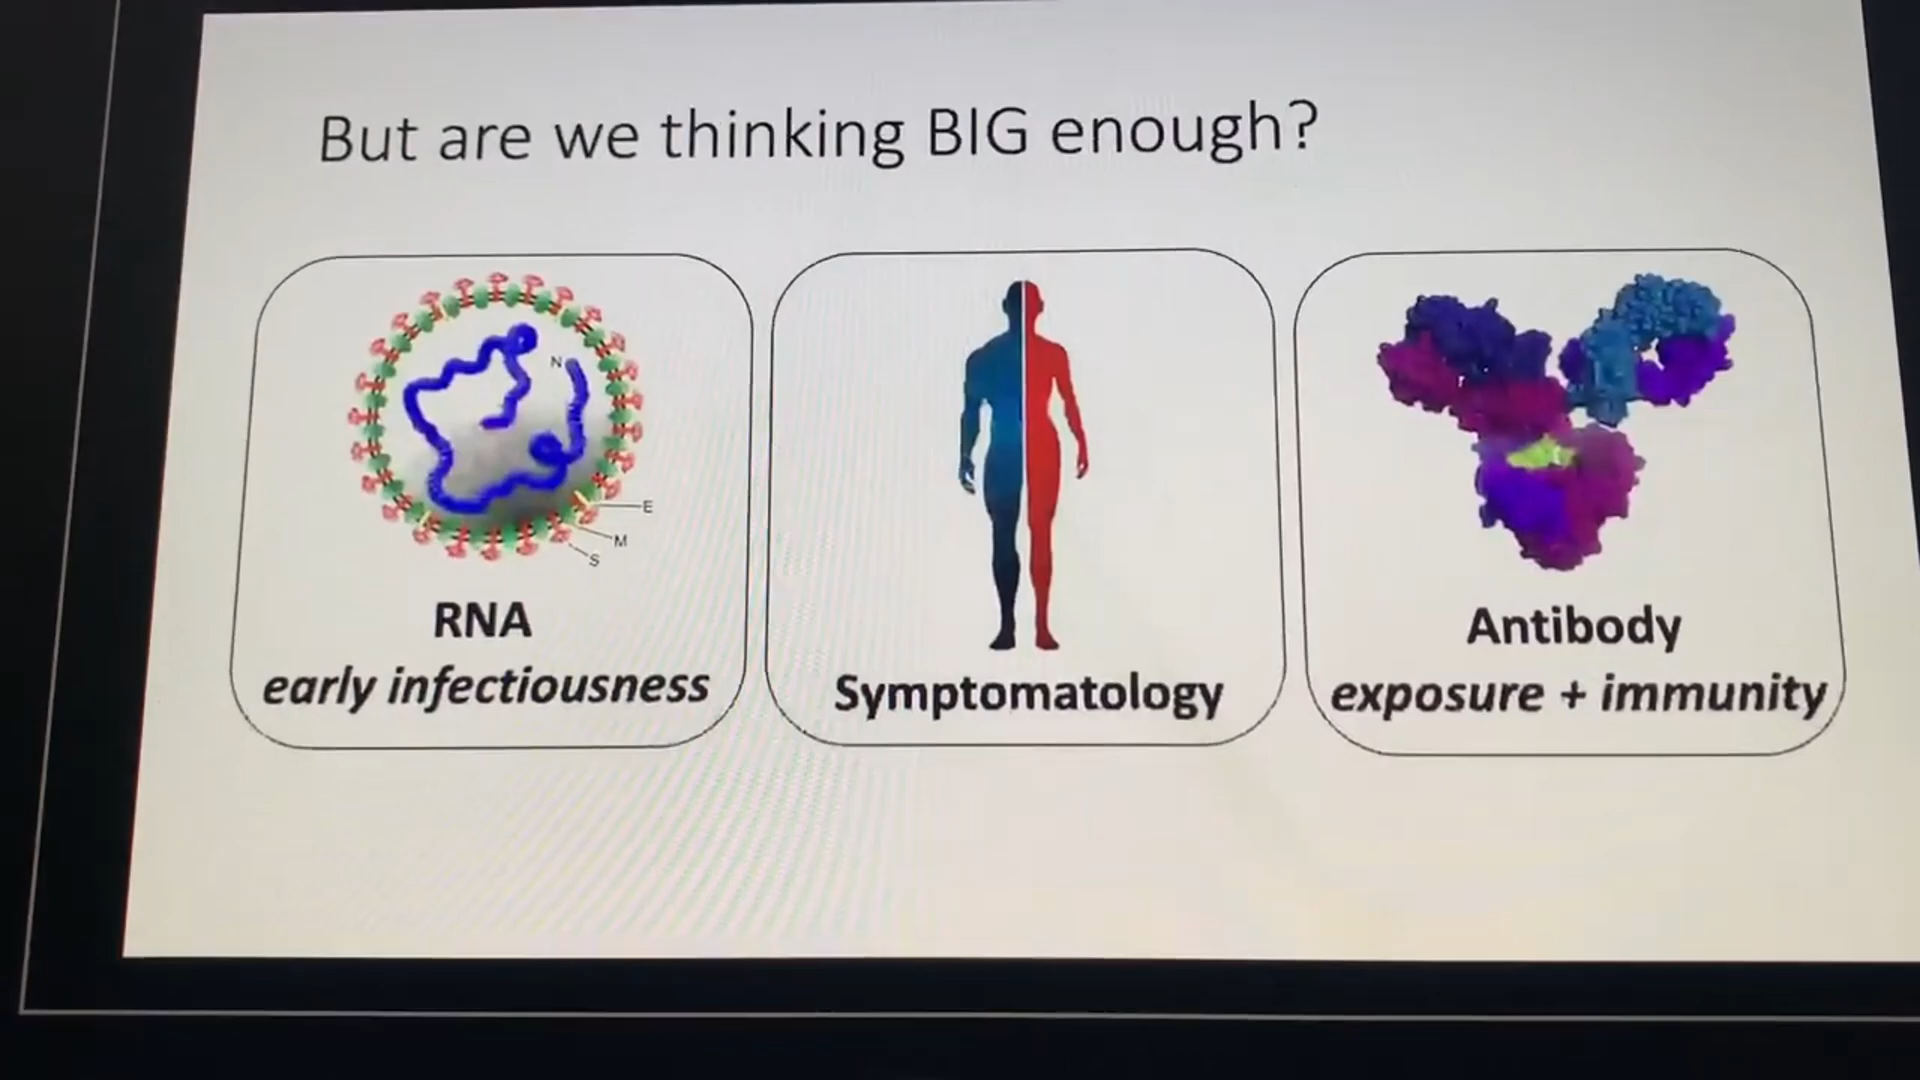 But are we thinking BIG enough?
N
E
M
S
RNA
early infectiousness
Symptomatology
Antibody
exposure + immunity